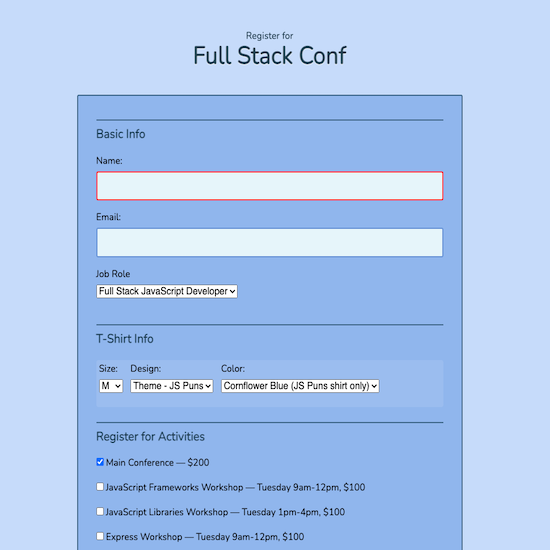 Register for
Full Stack Conf
Basic Info
Name:
Email:
Job Role
Full Stack JavaScript Developer
T-Shirt Info
Size: Design: Color:
M Theme - JS Puns Cornflower Blue (JS Puns shirt only)
Register for Activities
Main Conference — $200
JavaScript Frameworks Workshop — Tuesday 9am-12pm, $100
JavaScript Libraries Workshop — Tuesday 1pm-4pm, $100
Express Workshop — Tuesday 9am-12pm, $100